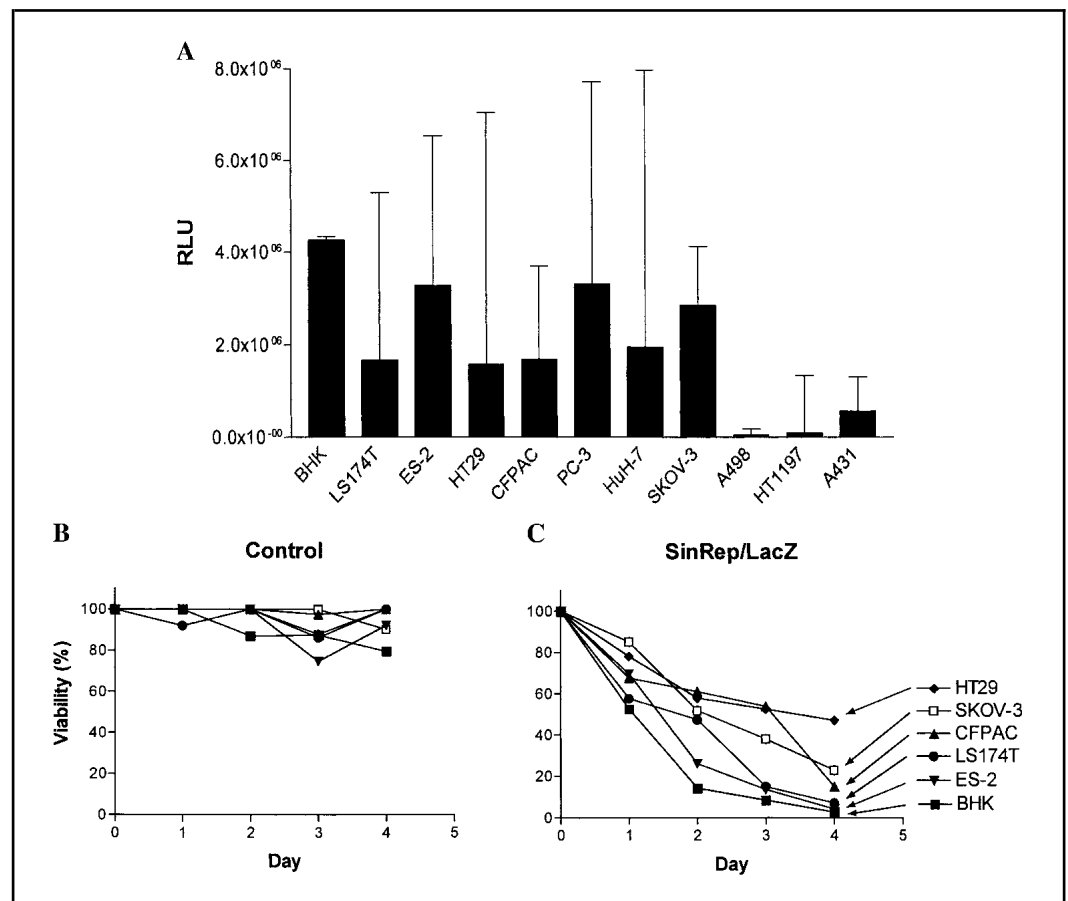 A
8.0x10^06
6.0x10^06
4.0x10^06
2.0x10^06
0.0x10^-00
RLU
BHK
LS174T
ES-2
HT29
CFPAC
PC-3
HuH-7
SKOV-3
A498
HT1197
A431
B
Control
100
80
60
40
20
0
Viability (%)
0 1 2 3 4 5
Day
C
SinRep/LacZ
100
80
60
40
20
0
0 1 2 3 4 5
Day
HT29
SKOV-3
CFPAC
LS174T
ES-2
BHK